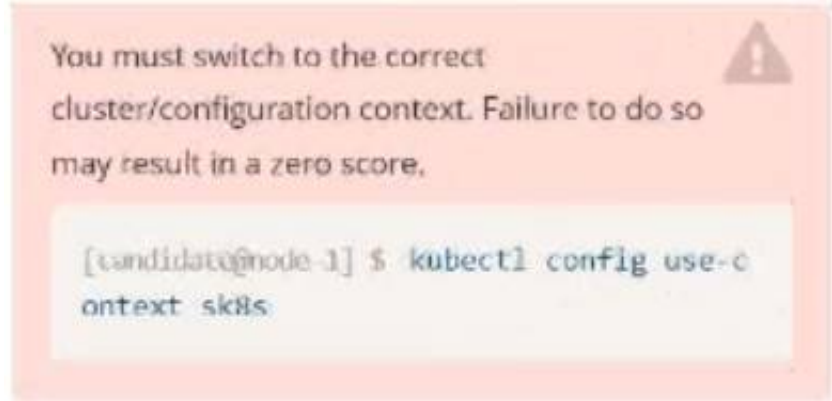 You must switch to the correct
cluster/configuration context. Failure to do so
may result in a zero score.
[candidate@node-1] $ kubectl config use-c
ontext sk8s